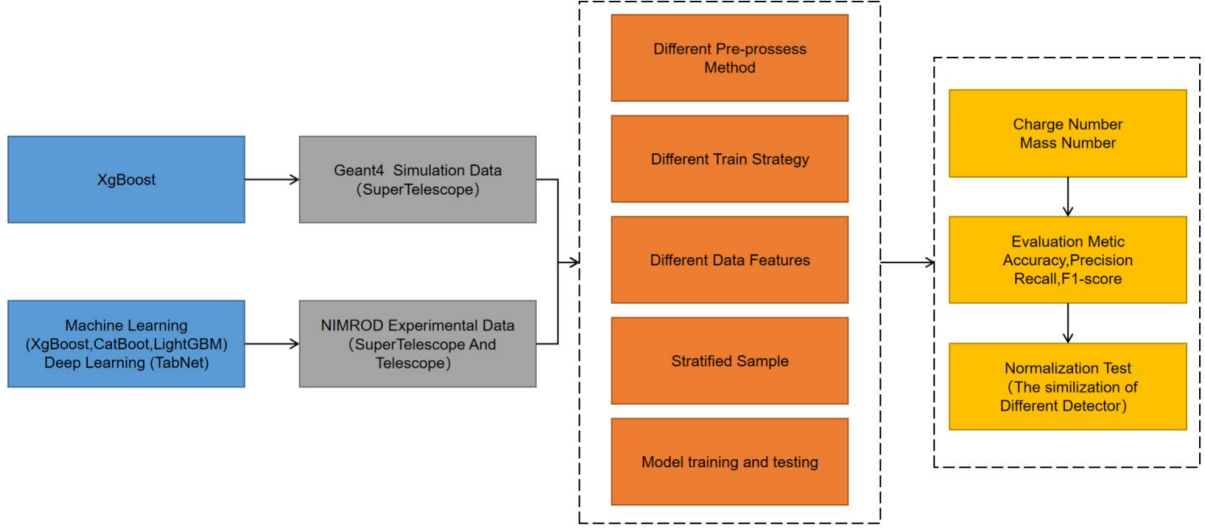 XgBoost
Geant4 Simulation Data
（SuperTelescope）
Machine Learning
(XgBoost,CatBoot,LightGBM)
Deep Learning (TabNet)
NIMROD Experimental Data
（SuperTelescope And
Telescope）
Different Pre-prossess
Method
Different Train Strategy
Different Data Features
Stratified Sample
Model training and testing
Charge Number
Mass Number
Evaluation Metic
Accuracy,Precision
Recall,F1-score
Normalization Test
（The similization of
Different Detector）